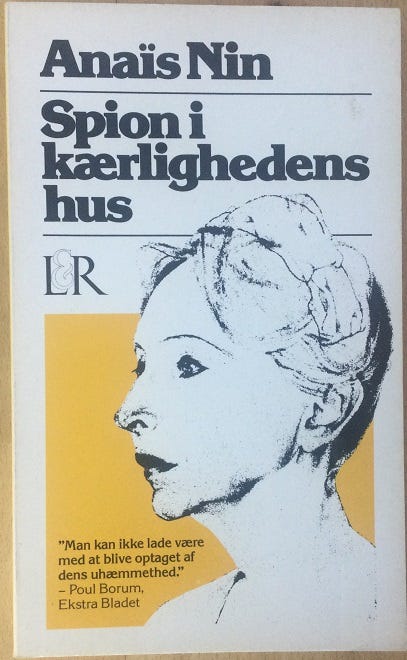 Anaïs Nin
Spion i
kærlighedens
hus
L&R
”Man kan ikke lade være
med at blive optaget af
dens uhæmmethed.”
– Poul Borum,
Ekstra Bladet